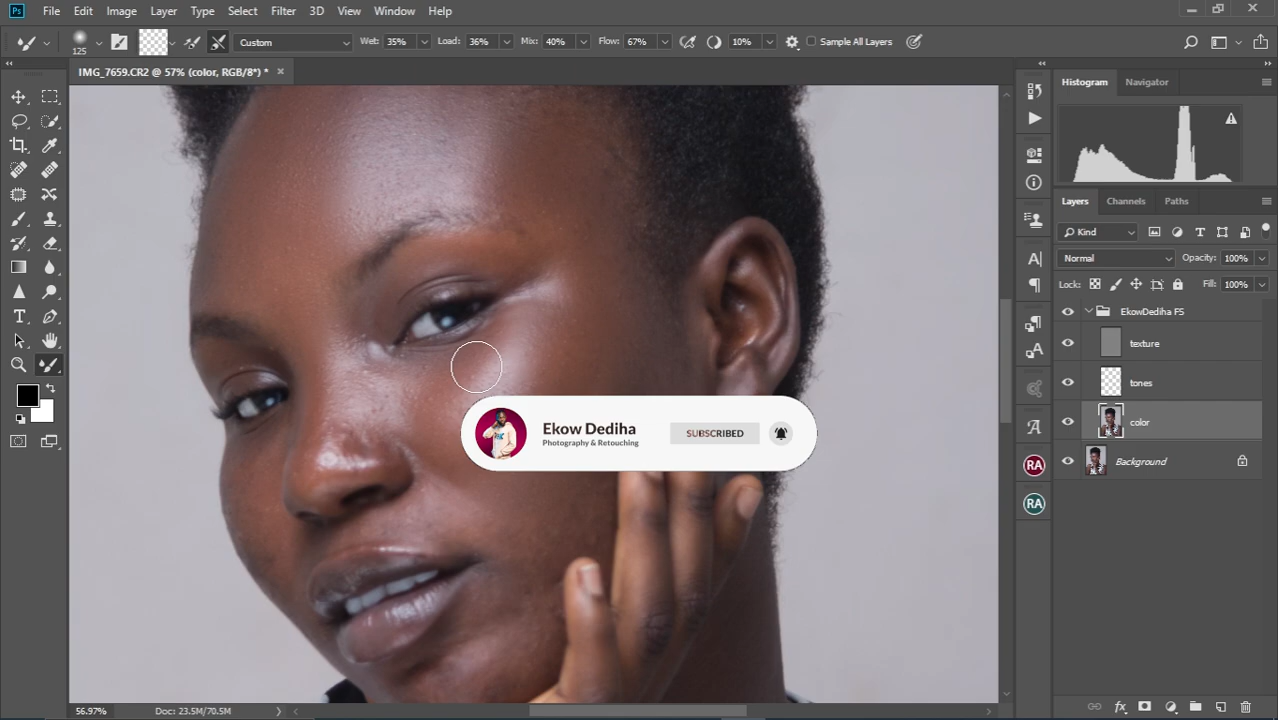 Ps File Edit Image Layer Type Select Filter 3D View Window Help
125 Custom Wet: 35% Load: 36% Mix: 40% Flow: 67% 10% Sample All Layers
IMG_7659.CR2 @ 57% (color, RGB/8*) *
Histogram Navigator
Layers Channels Paths
Kind
Normal Opacity: 100%
Lock: Fill: 100%
EkowDediha FS
texture
tones
color
Background
RA
RA
Ekow Dediha
Photography & Retouching
SUBSCRIBED
56.97% Doc: 23.5M/70.5M